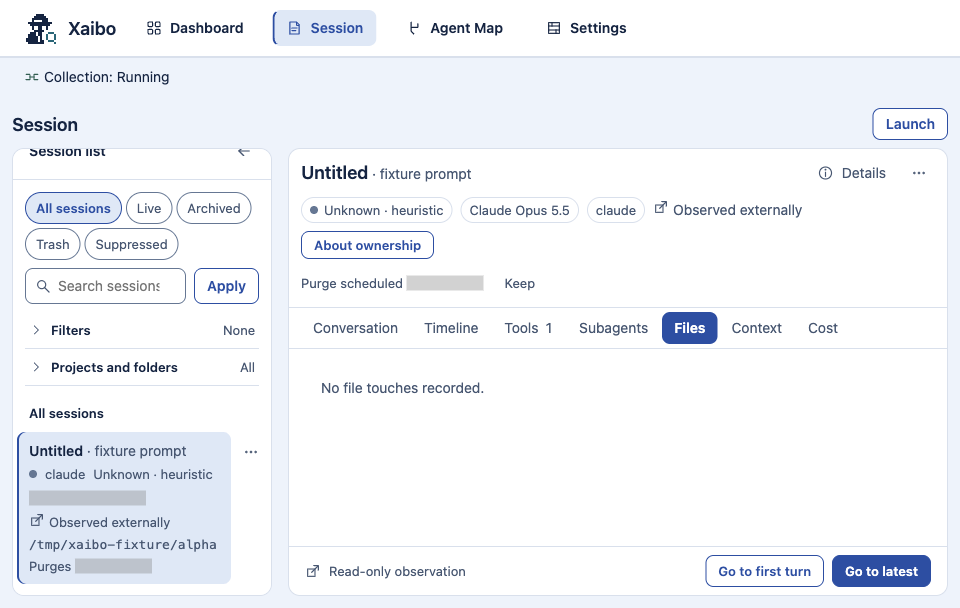 Xaibo Dashboard Session Agent Map Settings
Collection: Running
Session
Launch
Session list
All sessions Live Archived
Trash Suppressed
Search sessions Apply
Filters None
Projects and folders All
All sessions
Untitled · fixture prompt
claude Unknown · heuristic
Observed externally
/tmp/xaibo-fixture/alpha
Purges
Untitled · fixture prompt Details
Unknown · heuristic Claude Opus 5.5 claude Observed externally
About ownership
Purge scheduled Keep
Conversation Timeline Tools 1 Subagents Files Context Cost
No file touches recorded.
Read-only observation Go to first turn Go to latest